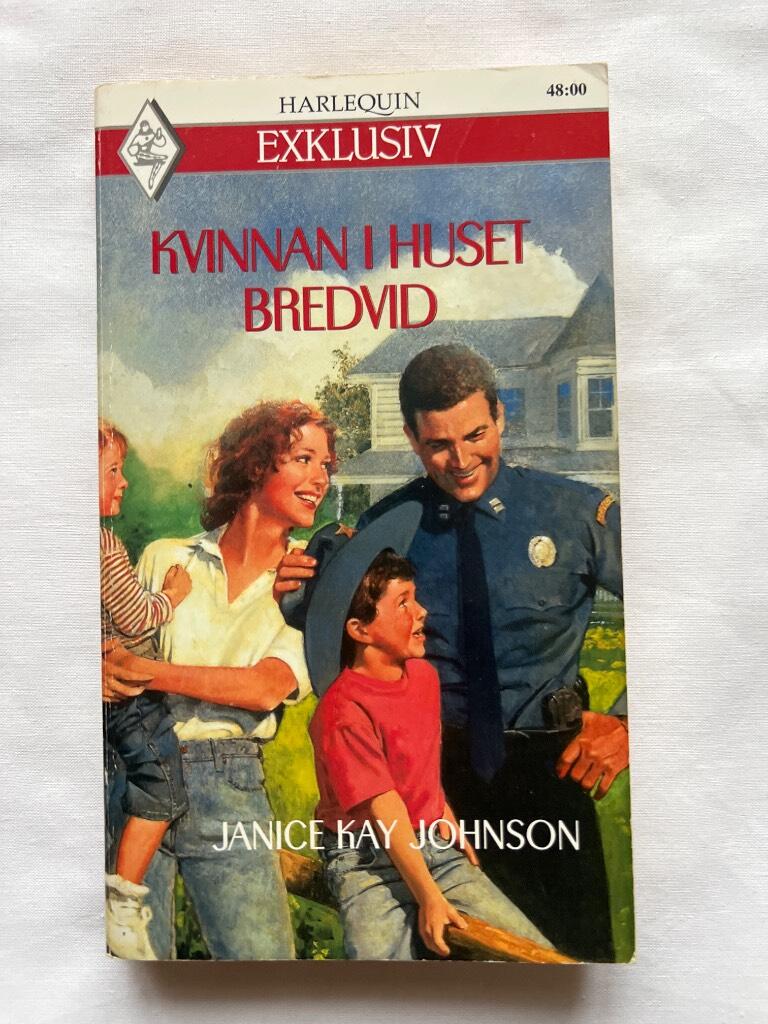 HARLEQUIN
48:00
EXKLUSIV
KVINNAN I HUSET
BREDVID
JANICE KAY JOHNSON